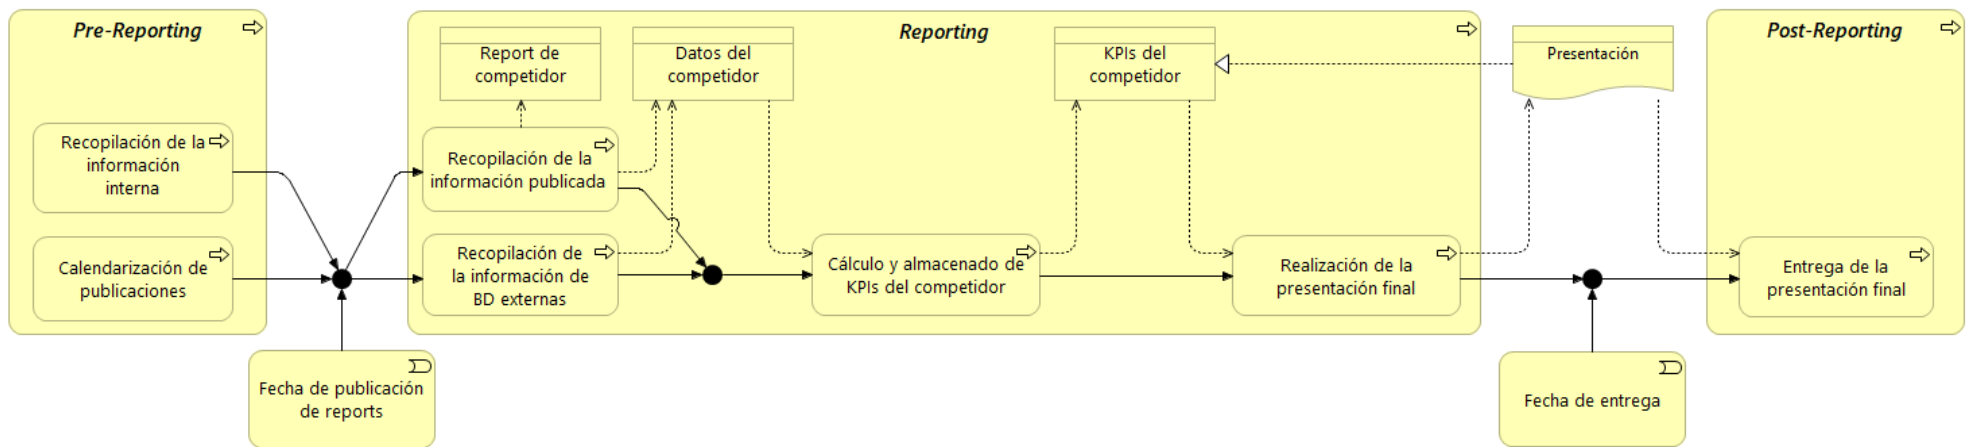 Pre-Reporting
Recopilación de la
información
interna
Calendarización de
publicaciones
Fecha de publicación
de reports
Reporting
Report de
competidor
Datos del
competidor
KPIs del
competidor
Recopilación de la
información publicada
Recopilación de
la información de
BD externas
Cálculo y almacenado de
KPIs del competidor
Realización de la
presentación final
Presentación
Fecha de entrega
Post-Reporting
Entrega de la
presentación final